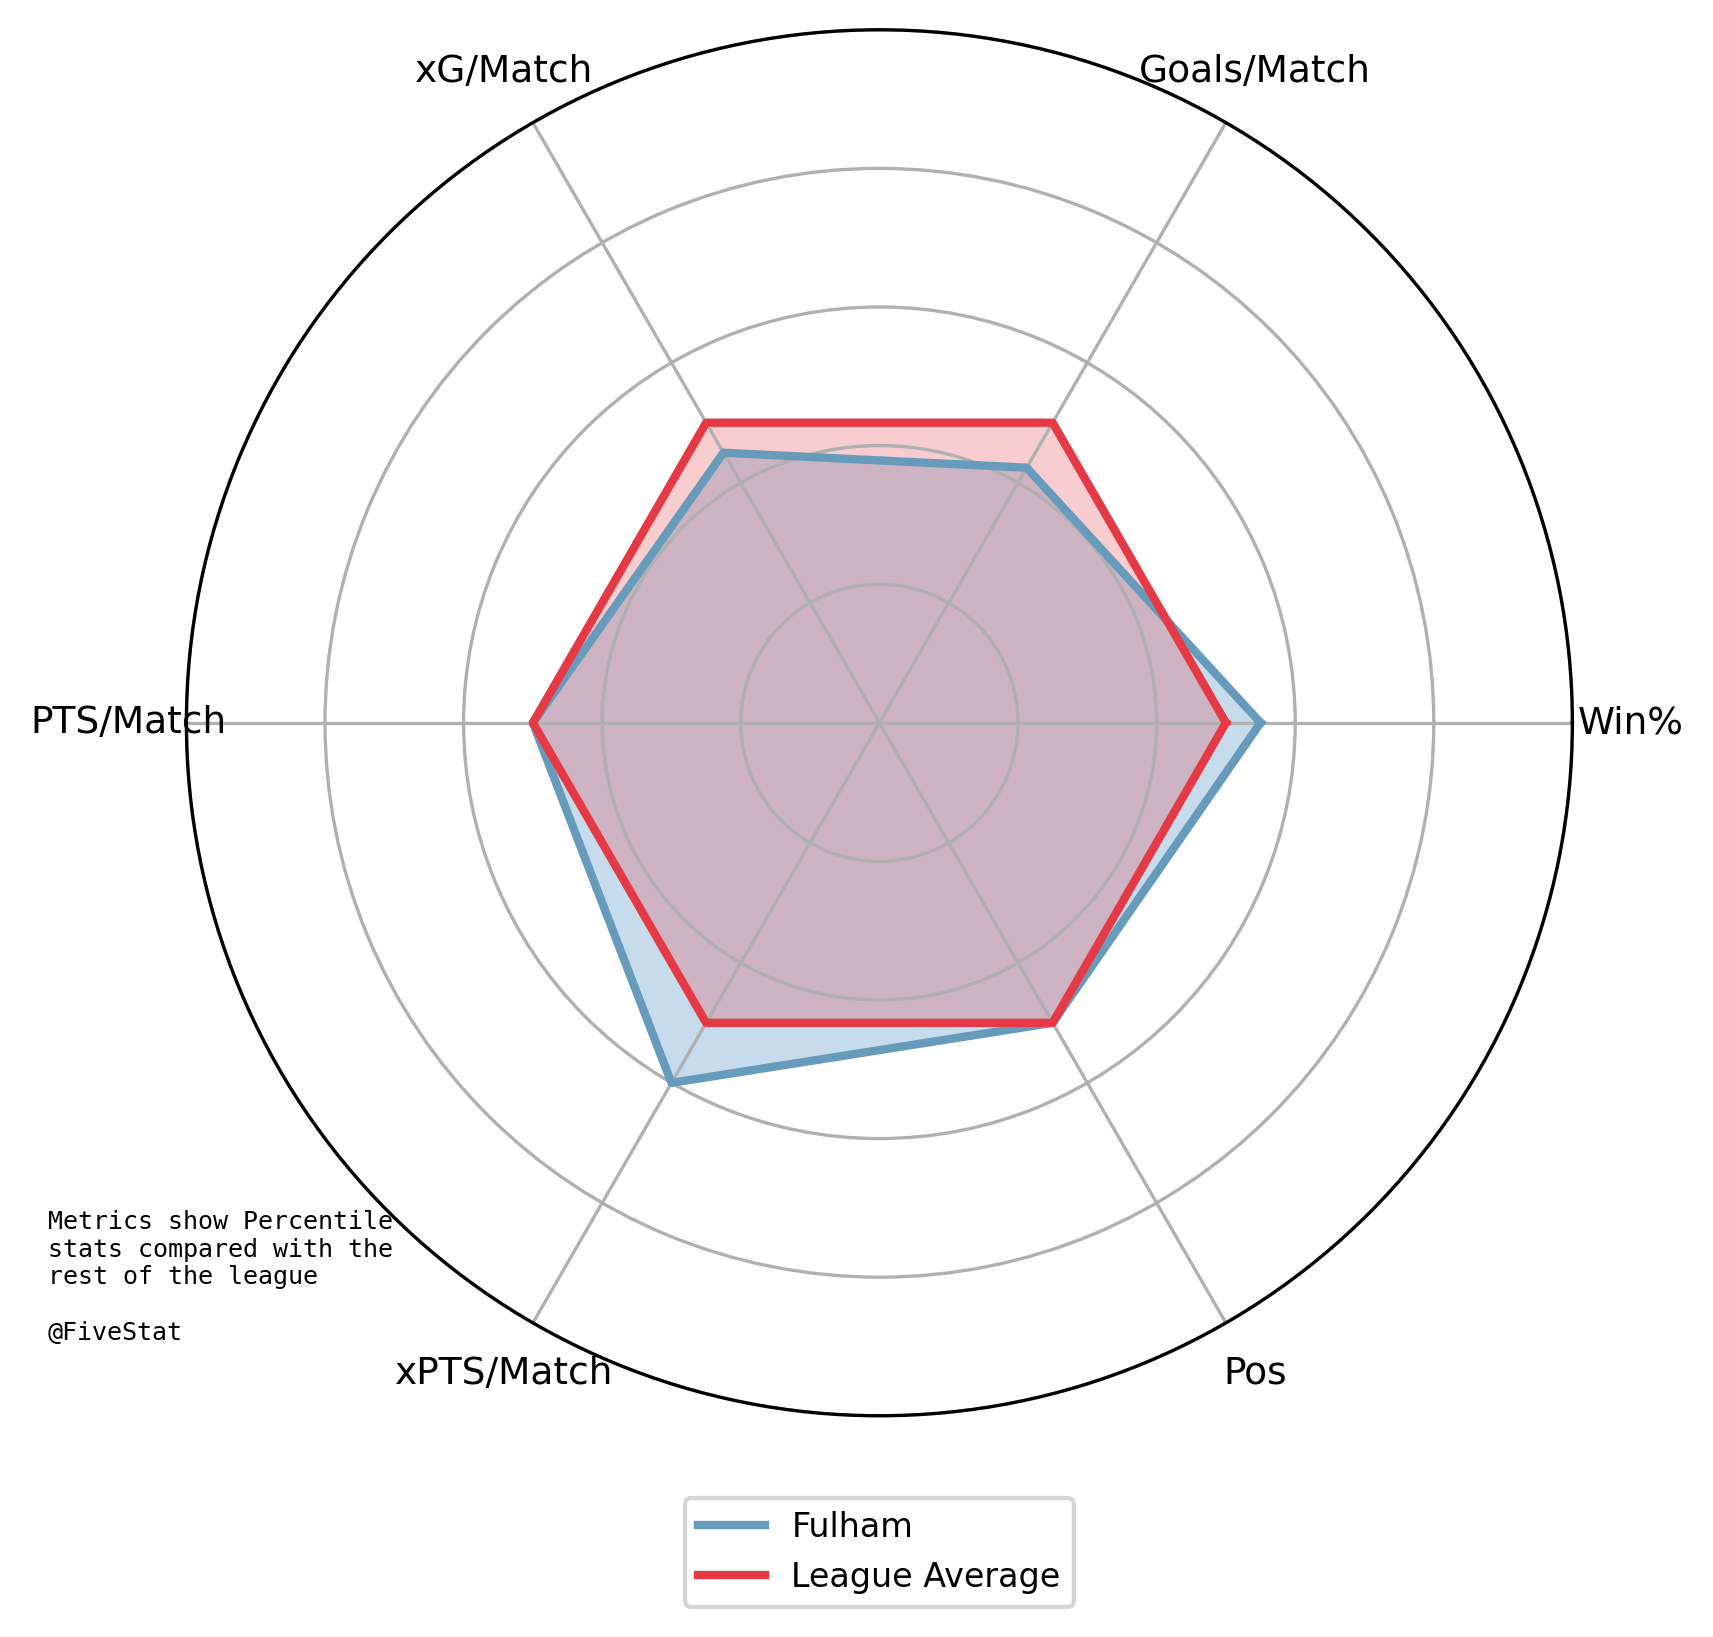 xG/Match
Goals/Match
PTS/Match
Win%
Metrics show Percentile
stats compared with the
rest of the league
@FiveStat
xPTS/Match
Pos
Fulham
League Average